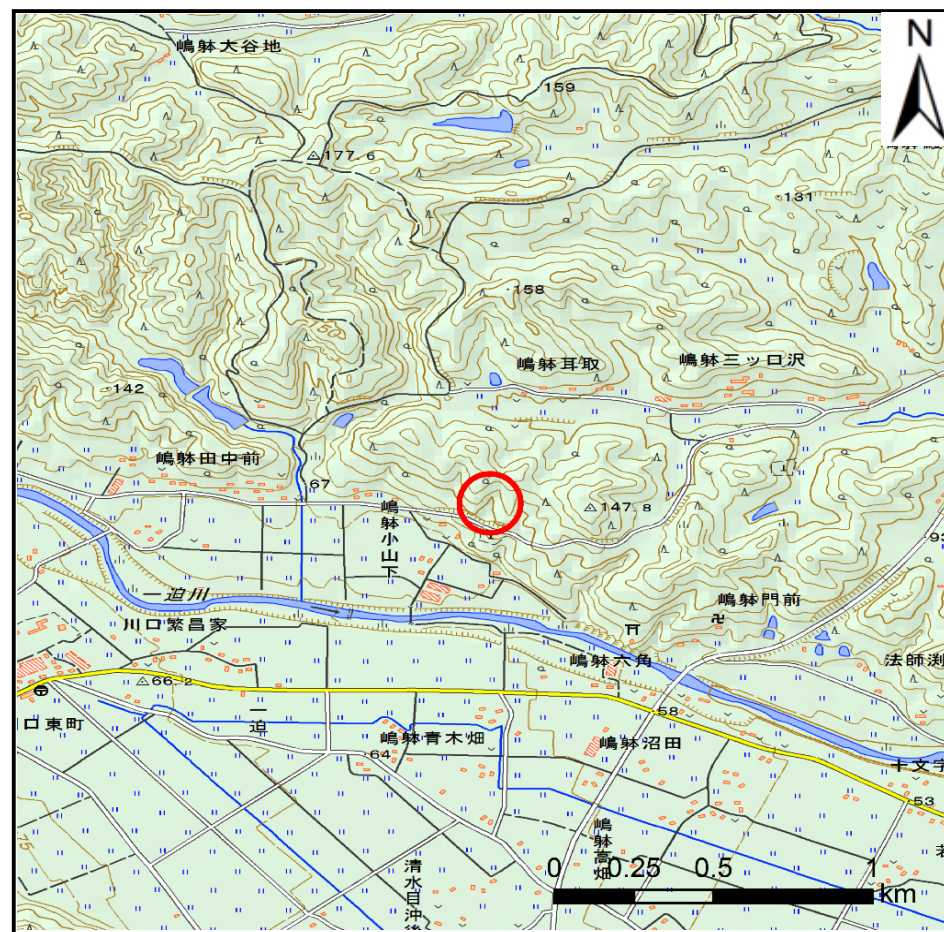 嶋躰大谷地
N
159
177.6
131
158
50
嶋躰耳取
嶋躰三ッ口沢
142
嶋躰田中前
67
嶋躰小山下
147.8
93
一迫川
嶋躰門前
川口繁昌家
嶋躰六角
法師渕
66.2
口東町
一迫
58
嶋躰青木畑
嶋躰沼田
64
十文字
53
嶋躰高畑
75
清水目沖後
0 0.25 0.5 1
km